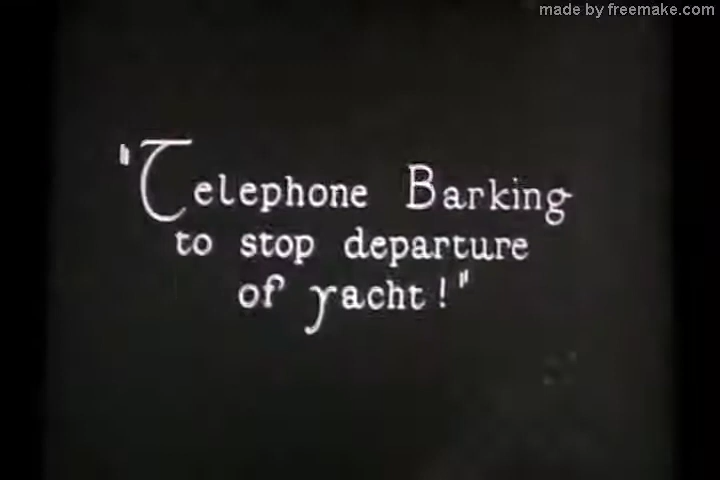 made by freemake.com
"Telephone Barking
to stop departure
of yacht!"